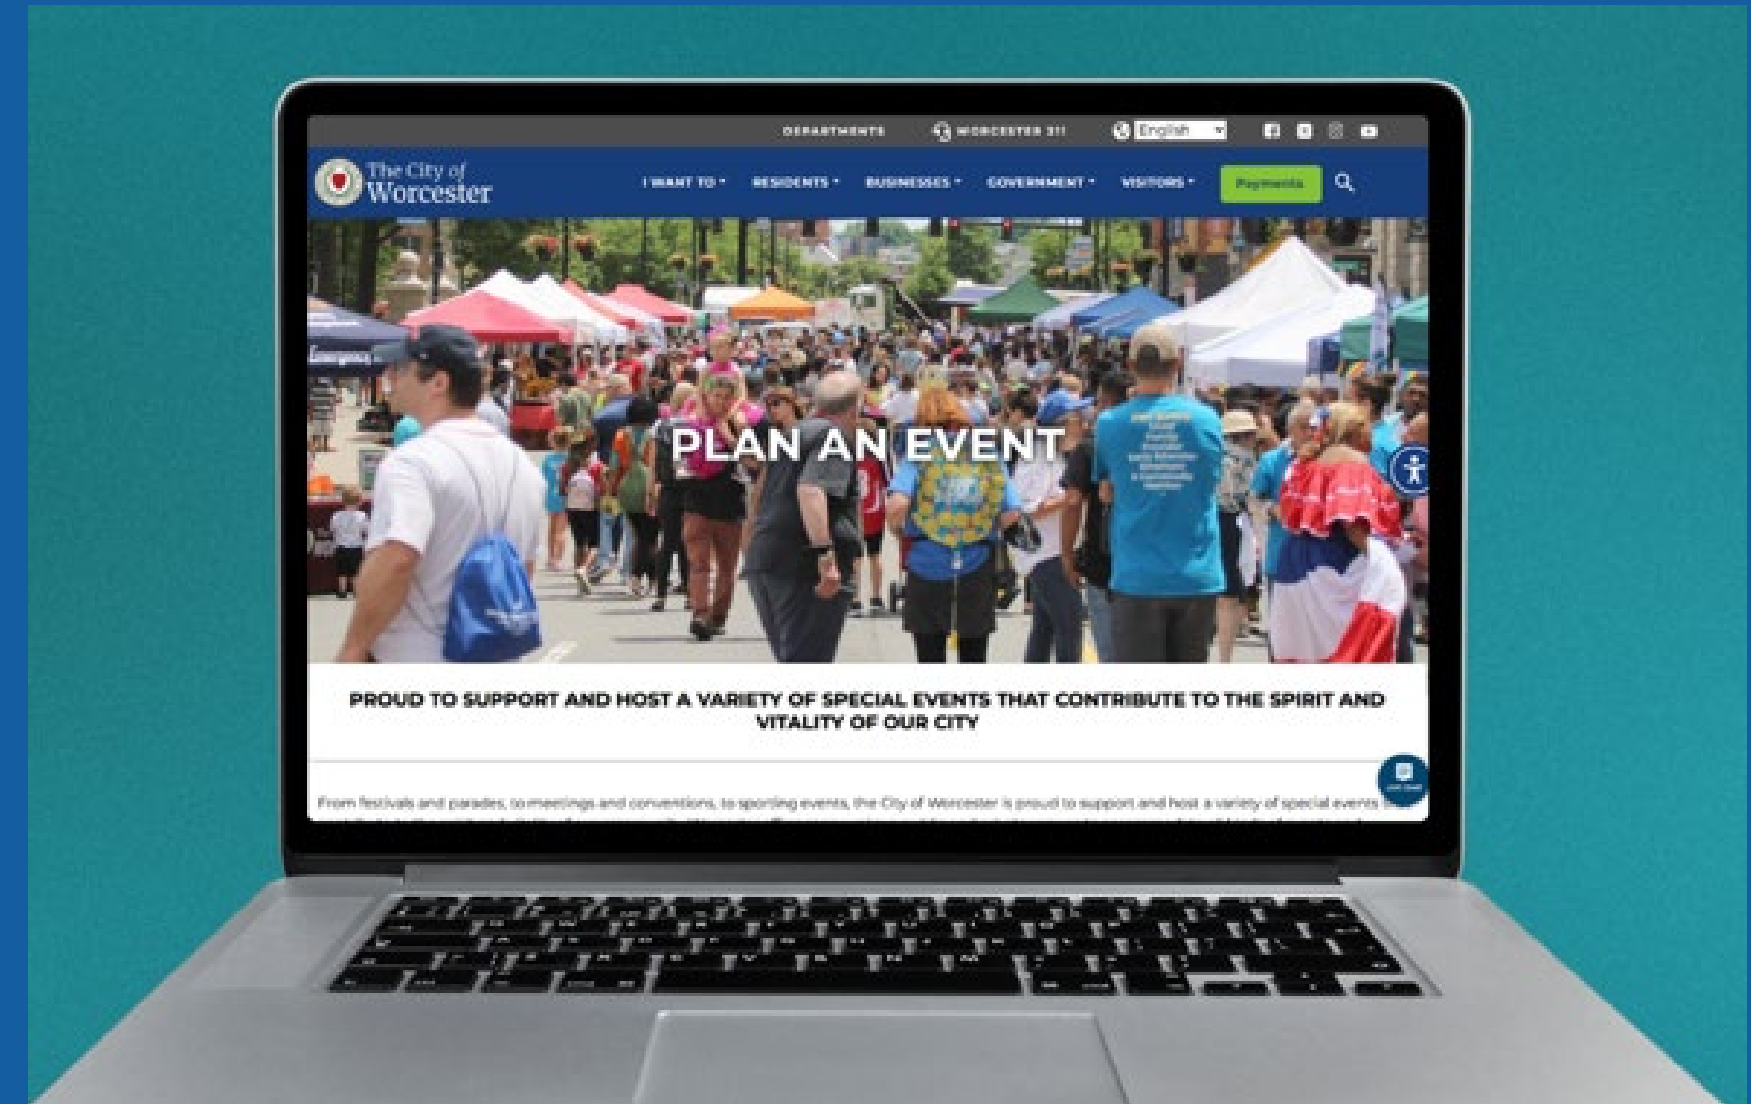 DEPARTMENTS
WORCESTER 311
English
The City of
Worcester
I WANT TO
RESIDENTS
BUSINESSES
GOVERNMENT
VISITORS
Payments
PLAN AN EVENT
PROUD TO SUPPORT AND HOST A VARIETY OF SPECIAL EVENTS THAT CONTRIBUTE TO THE SPIRIT AND
VITALITY OF OUR CITY
From festivals and parades, to meetings and conventions, to sporting events, the City of Worcester is proud to support and host a variety of special events